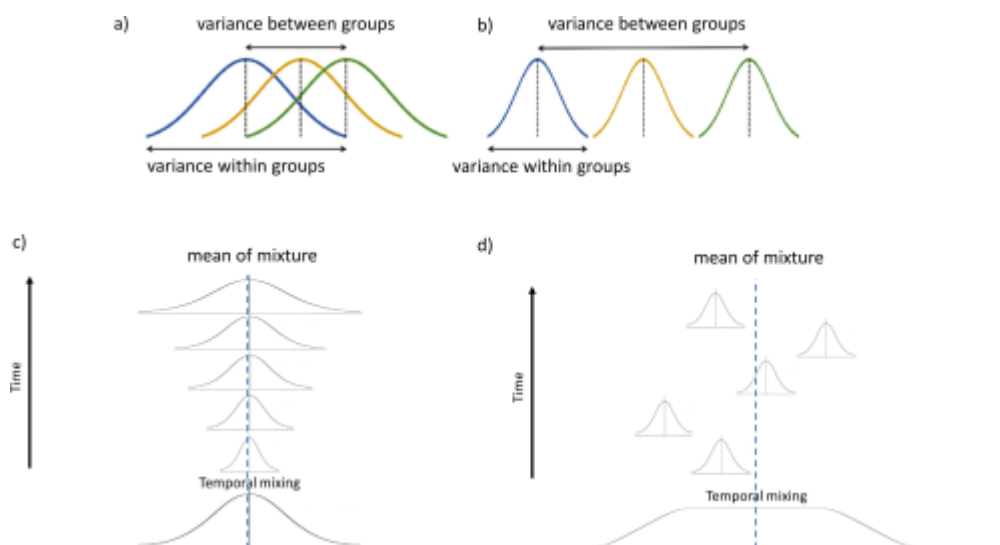 a)
variance between groups
b)
variance between groups
variance within groups
variance within groups
c)
mean of mixture
d)
mean of mixture
Time
Time
Temporal mixing
Temporal mixing